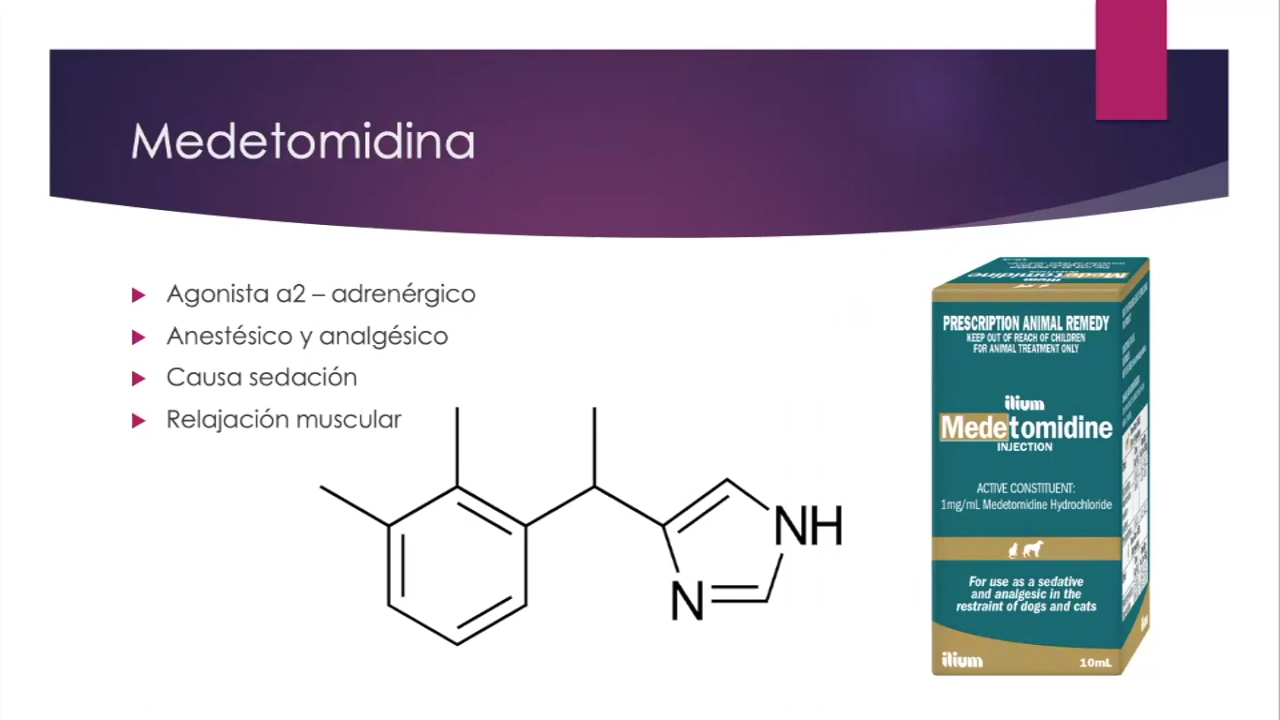 Medetomidina
Agonista a2 – adrenérgico
Anestésico y analgésico
Causa sedación
Relajación muscular
NH
N
ilium
Medetomidine
PRESCRIPTION ANIMAL REMEDY
KEEP OUT OF REACH OF CHILDREN
FOR ANIMAL TREATMENT ONLY
ilium
Medetomidine
INJECTION
ACTIVE CONSTITUENT:
1mg/mL Medetomidine Hydrochloride
For use as a sedative
and analgesic in the
restraint of dogs and cats
ilium
10mL